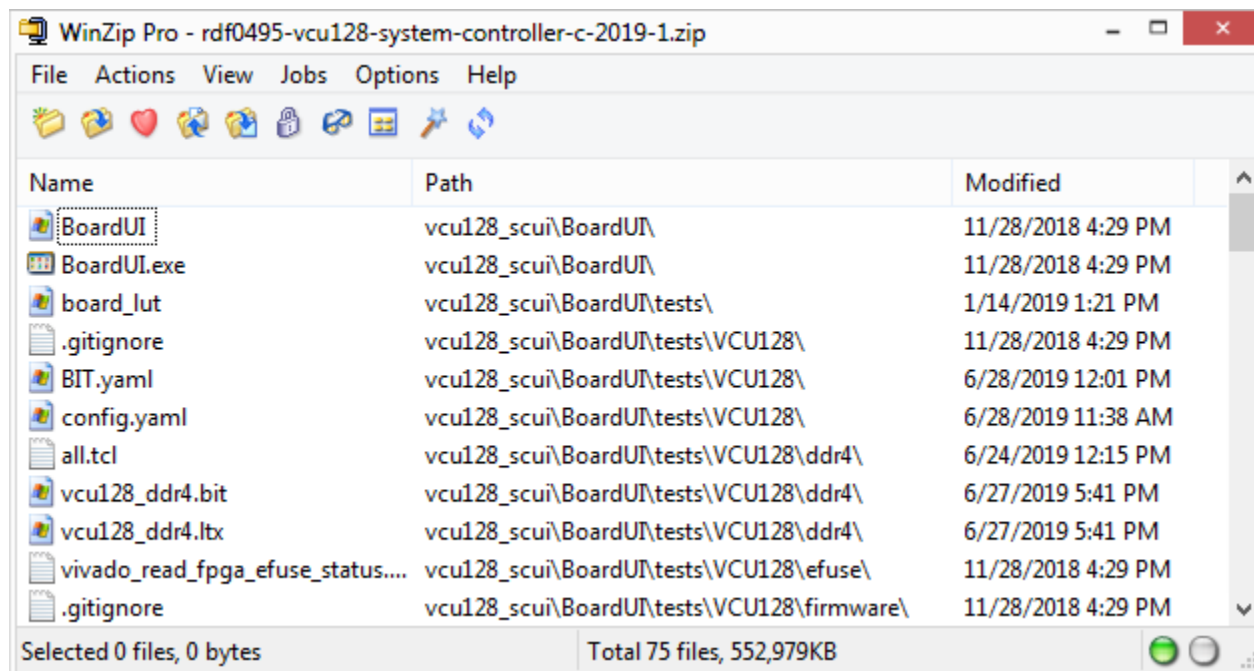 WinZip Pro - rdf0495-vcu128-system-controller-c-2019-1.zip
File Actions View Jobs Options Help
Name Path Modified
BoardUI vcu128_scui\BoardUI\ 11/28/2018 4:29 PM
BoardUI.exe vcu128_scui\BoardUI\ 11/28/2018 4:29 PM
board_lut vcu128_scui\BoardUI\tests\ 1/14/2019 1:21 PM
.gitignore vcu128_scui\BoardUI\tests\VCU128\ 11/28/2018 4:29 PM
BIT.yaml vcu128_scui\BoardUI\tests\VCU128\ 6/28/2019 12:01 PM
config.yaml vcu128_scui\BoardUI\tests\VCU128\ 6/28/2019 11:38 AM
all.tcl vcu128_scui\BoardUI\tests\VCU128\ddr4\ 6/24/2019 12:15 PM
vcu128_ddr4.bit vcu128_scui\BoardUI\tests\VCU128\ddr4\ 6/27/2019 5:41 PM
vcu128_ddr4.ltx vcu128_scui\BoardUI\tests\VCU128\ddr4\ 6/27/2019 5:41 PM
vivado_read_fpga_efuse_status.... vcu128_scui\BoardUI\tests\VCU128\efuse\ 11/28/2018 4:29 PM
.gitignore vcu128_scui\BoardUI\tests\VCU128\firmware\ 11/28/2018 4:29 PM
Selected 0 files, 0 bytes Total 75 files, 552,979KB